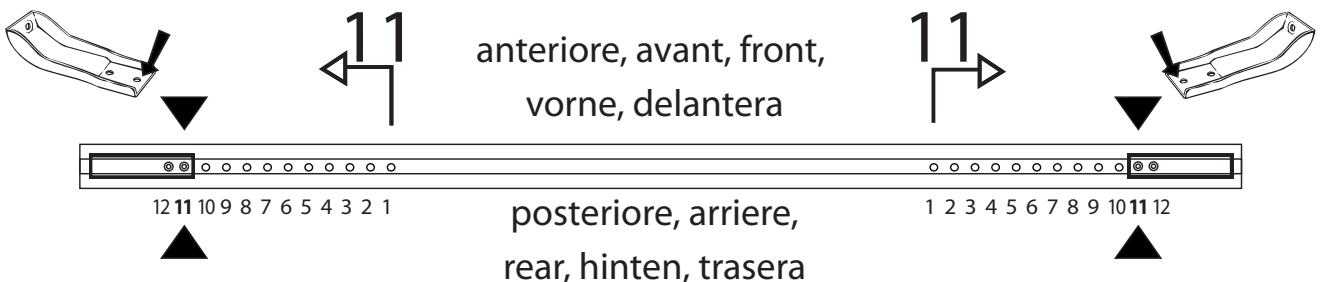 11
11
anteriore, avant, front,
vorne, delantera
12 11 10 9 8 7 6 5 4 3 2 1
1 2 3 4 5 6 7 8 9 10 11 12
posteriore, arriere,
rear, hinten, trasera